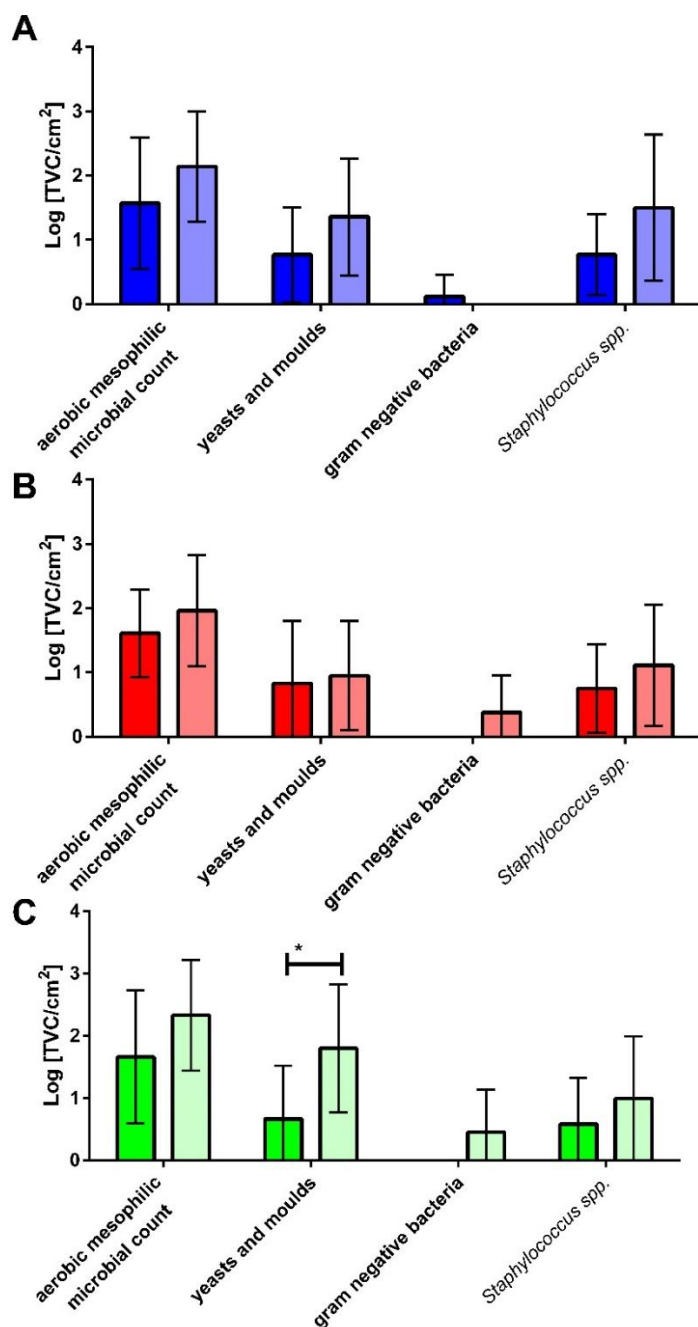 A
Log [TVC/cm²]
4
3
2
1
0
aerobic mesophilic
microbial count
yeasts and moulds
gram negative bacteria
Staphylococcus spp.
B
Log [TVC/cm²]
4
3
2
1
0
aerobic mesophilic
microbial count
yeasts and moulds
gram negative bacteria
Staphylococcus spp.
C
Log [TVC/cm²]
4
3
2
1
0
*
aerobic mesophilic
microbial count
yeasts and moulds
gram negative bacteria
Staphylococcus spp.